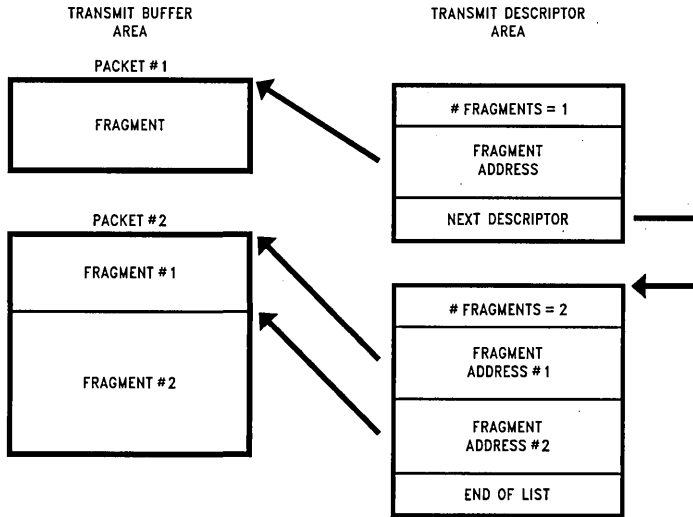 TRANSMIT BUFFER
AREA
PACKET #1
FRAGMENT
PACKET #2
FRAGMENT #1
FRAGMENT #2
TRANSMIT DESCRIPTOR
AREA
# FRAGMENTS = 1
FRAGMENT
ADDRESS
NEXT DESCRIPTOR
# FRAGMENTS = 2
FRAGMENT
ADDRESS #1
FRAGMENT
ADDRESS #2
END OF LIST